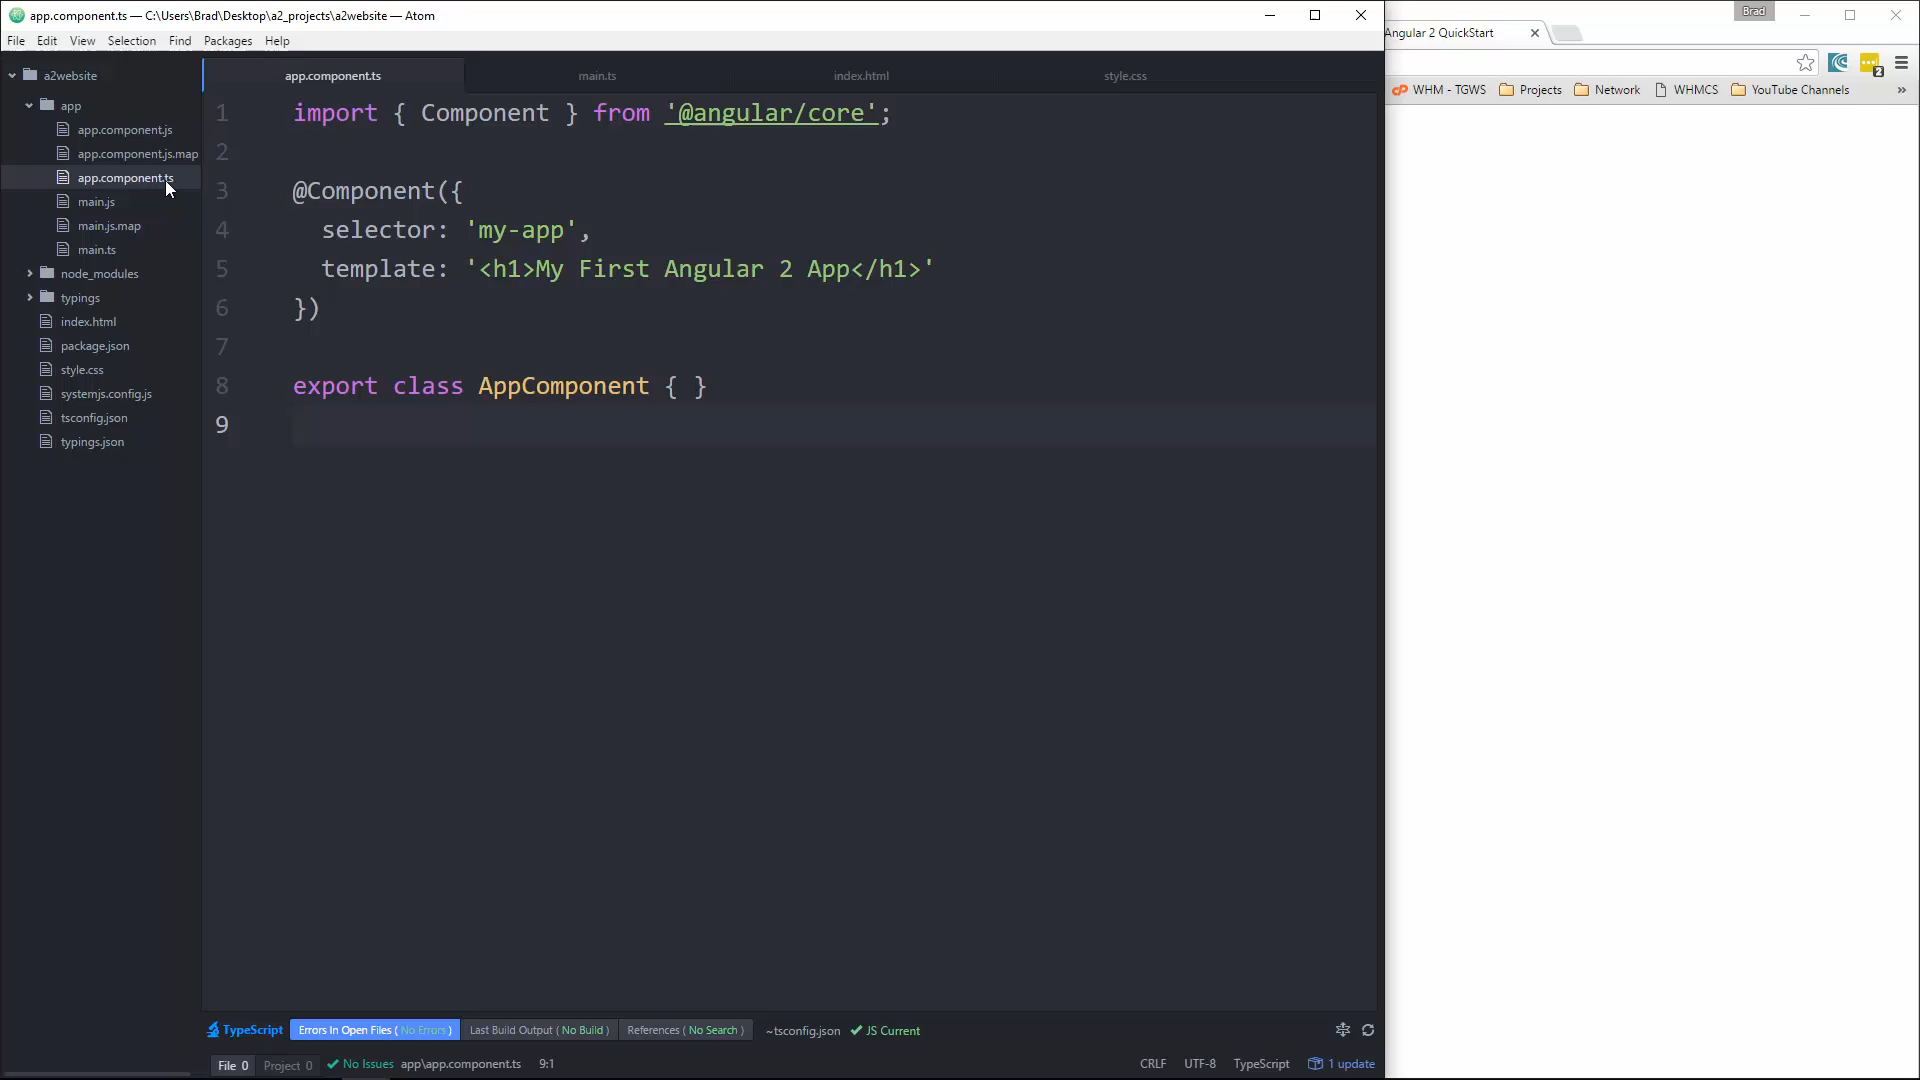 app.component.ts — C:\Users\Brad\Desktop\a2_projects\a2website — Atom
File Edit View Selection Find Packages Help
a2website
app
app.component.js
app.component.js.map
app.component.ts
main.js
main.js.map
main.ts
node_modules
typings
index.html
package.json
style.css
systemjs.config.js
tsconfig.json
typings.json
app.component.ts main.ts index.html style.css
1 import { Component } from '@angular/core';
2
3 @Component({
4 selector: 'my-app',
5 template: '<h1>My First Angular 2 App</h1>'
6 })
7
8 export class AppComponent { }
9
TypeScript Errors In Open Files ( No Errors ) Last Build Output ( No Build ) References ( No Search ) ~tsconfig.json JS Current
File 0 Project 0 No Issues app\app.component.ts 9:1 CRLF UTF-8 TypeScript 1 update
Brad
Angular 2 QuickStart
2
WHM - TGWS Projects Network WHMCS YouTube Channels »